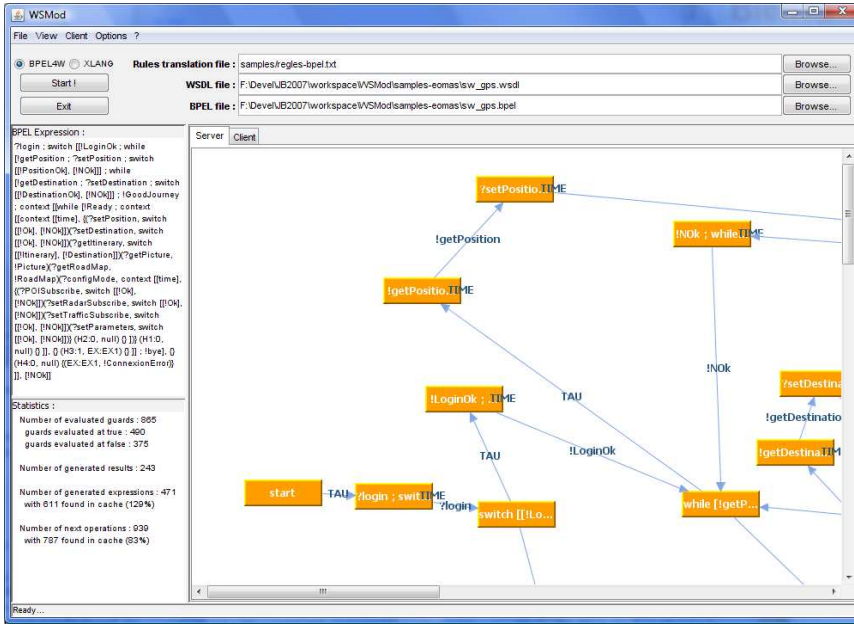 WSMod
File View Client Options ?
BPEL4W XLANG
Rules translation file : samples/regles-bpel.txt Browse...
Start !
WSDL file : F:\Devel\JB2007\workspace\WSMod\samples-eomas\sw_gps.wsdl Browse...
Exit
BPEL file : F:\Devel\JB2007\workspace\WSMod\samples-eomas\sw_gps.bpel Browse...
BPEL Expression :
?login ; switch [[!LoginOk ; while
[!getPosition ; ?setPosition ; switch
[[!PositionOk], [!NOk]]] ; while
[!getDestination ; ?setDestination ; switch
[[!DestinationOk], [!NOk]]] ; !GoodJourney
; context [[while [!Ready ; context
[[context [[time], {(?setPosition, switch
[[!Ok], [!NOk]])(?setDestination, switch
[[!Ok], [!NOk]])(?getItinerary, switch
[[!Itinerary], [!Destination]])(?getPicture,
!Picture)(?getRoadMap,
!RoadMap)(?configMode, context [[time],
{(?POISubscribe, switch [[!Ok],
[!NOk]])(?setRadarSubscribe, switch [[!Ok],
[!NOk]])(?setTrafficSubscribe, switch
[[!Ok], [!NOk]])(?setParameters, switch
[[!Ok], [!NOk]])} (H2:0, null) {} ])} (H1:0,
null) {} ]], {} (H3:1, EX:EX1) {} ]] ; !bye], {}
(H4:0, null) {(EX:EX1, !ConnexionError)}
]], [!NOk]]
Statistics :
Number of evaluated guards : 865
guards evaluated at true : 490
guards evaluated at false : 375
Number of generated results : 243
Number of generated expressions : 471
with 611 found in cache (129%)
Number of next operations : 939
with 787 found in cache (83%)
Server Client
?setPositio... TIME
!getPosition
!NOk ; while TIME
!getPositio... TIME
!NOk
?setDestina
TAU
!LoginOk ; ... TIME
!getDestinatio
!LoginOk
!getDestina... TIM
TAU
start
TAU
?login ; swit TIME
?login
switch [[!Lo...
while [!getP...
Ready...